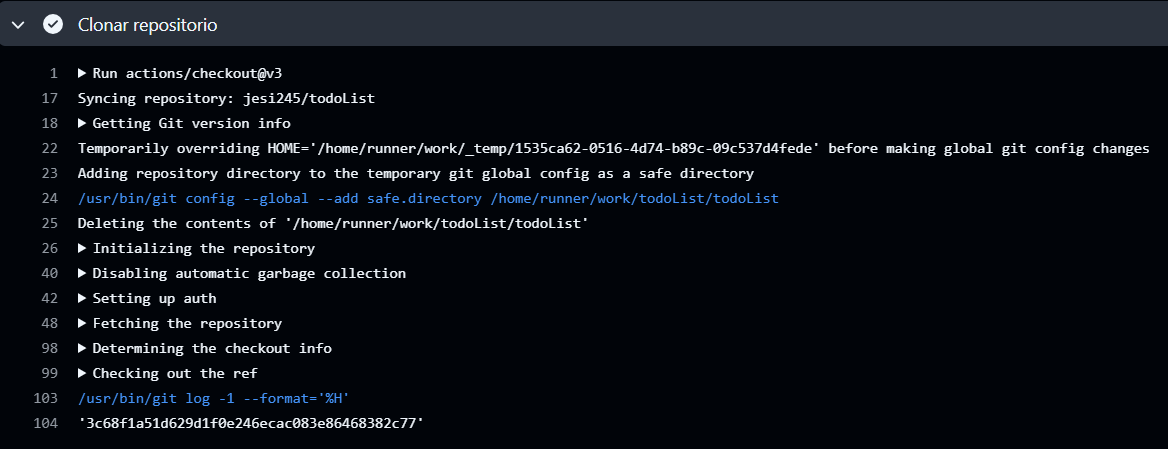 Clonar repositorio
1 ▶ Run actions/checkout@v3
17 Syncing repository: jesi245/todoList
18 ▶ Getting Git version info
22 Temporarily overriding HOME='/home/runner/work/_temp/1535ca62-0516-4d74-b89c-09c537d4fede' before making global git config changes
23 Adding repository directory to the temporary git global config as a safe directory
24 /usr/bin/git config --global --add safe.directory /home/runner/work/todoList/todoList
25 Deleting the contents of '/home/runner/work/todoList/todoList'
26 ▶ Initializing the repository
40 ▶ Disabling automatic garbage collection
42 ▶ Setting up auth
48 ▶ Fetching the repository
98 ▶ Determining the checkout info
99 ▶ Checking out the ref
103 /usr/bin/git log -1 --format='%H'
104 '3c68f1a51d629d1f0e246ecac083e86468382c77'